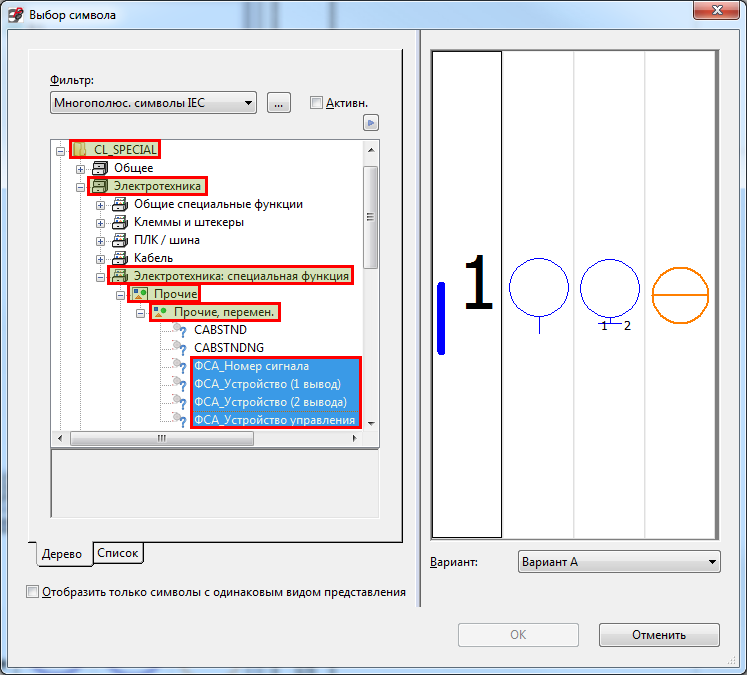 Выбор символа
Фильтр:
Многополюс. символы IEC
...
Активн.
CL_SPECIAL
Общее
Электротехника
Общие специальные функции
Клеммы и штекеры
ПЛК / шина
Кабель
Электротехника: специальная функция
Прочие
Прочие, перемен.
CABSTND
CABSTNDNG
ФСА_Номер сигнала
ФСА_Устройство (1 вывод)
ФСА_Устройство (2 вывода)
ФСА_Устройство управления
Дерево
Список
Отобразить только символы с одинаковым видом представления
1
1 2
Вариант:
Вариант A
OK
Отменить